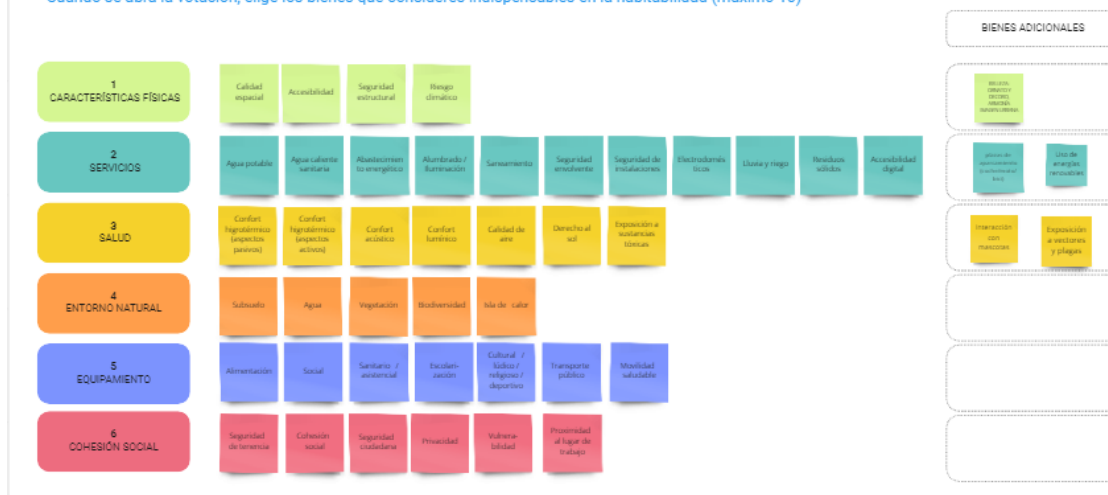 Cuando se abra la votación, elige los bienes que consideres indispensables en la habitabilidad (máximo 10)
BIENES ADICIONALES
1
CARACTERÍSTICAS FÍSICAS
Calidad
espacial
Accesibilidad
Seguridad
estructural
Riesgo
climático
2
SERVICIOS
Agua potable
Agua caliente
sanitaria
Abastecimien
to energético
Alumbrado /
Iluminación
Saneamiento
Seguridad
envolvente
Seguridad de
instalaciones
Electrodomés
ticos
Lluvia y riego
Residuos
sólidos
Accesibilidad
digital
Uso de
energías
renovables
3
SALUD
Confort
higrotérmico
(aspectos
pasivos)
Confort
higrotérmico
(aspectos
activos)
Confort
acústico
Confort
lumínico
Calidad de
aire
Derecho al
sol
Exposición a
sustancias
tóxicas
Interacción
con
mascotas
Exposición
a vectores
y plagas
4
ENTORNO NATURAL
Subsuelo
Agua
Vegetación
Biodiversidad
Isla de calor
5
EQUIPAMIENTO
Alimentación
Social
Sanitario /
asistencial
Escolari-
zación
Cultural /
lúdico /
religioso /
deportivo
Transporte
público
Movilidad
saludable
6
COHESIÓN SOCIAL
Seguridad
de tenencia
Cohesión
social
Seguridad
ciudadana
Privacidad
Vulnera-
bilidad
Proximidad
al lugar de
trabajo